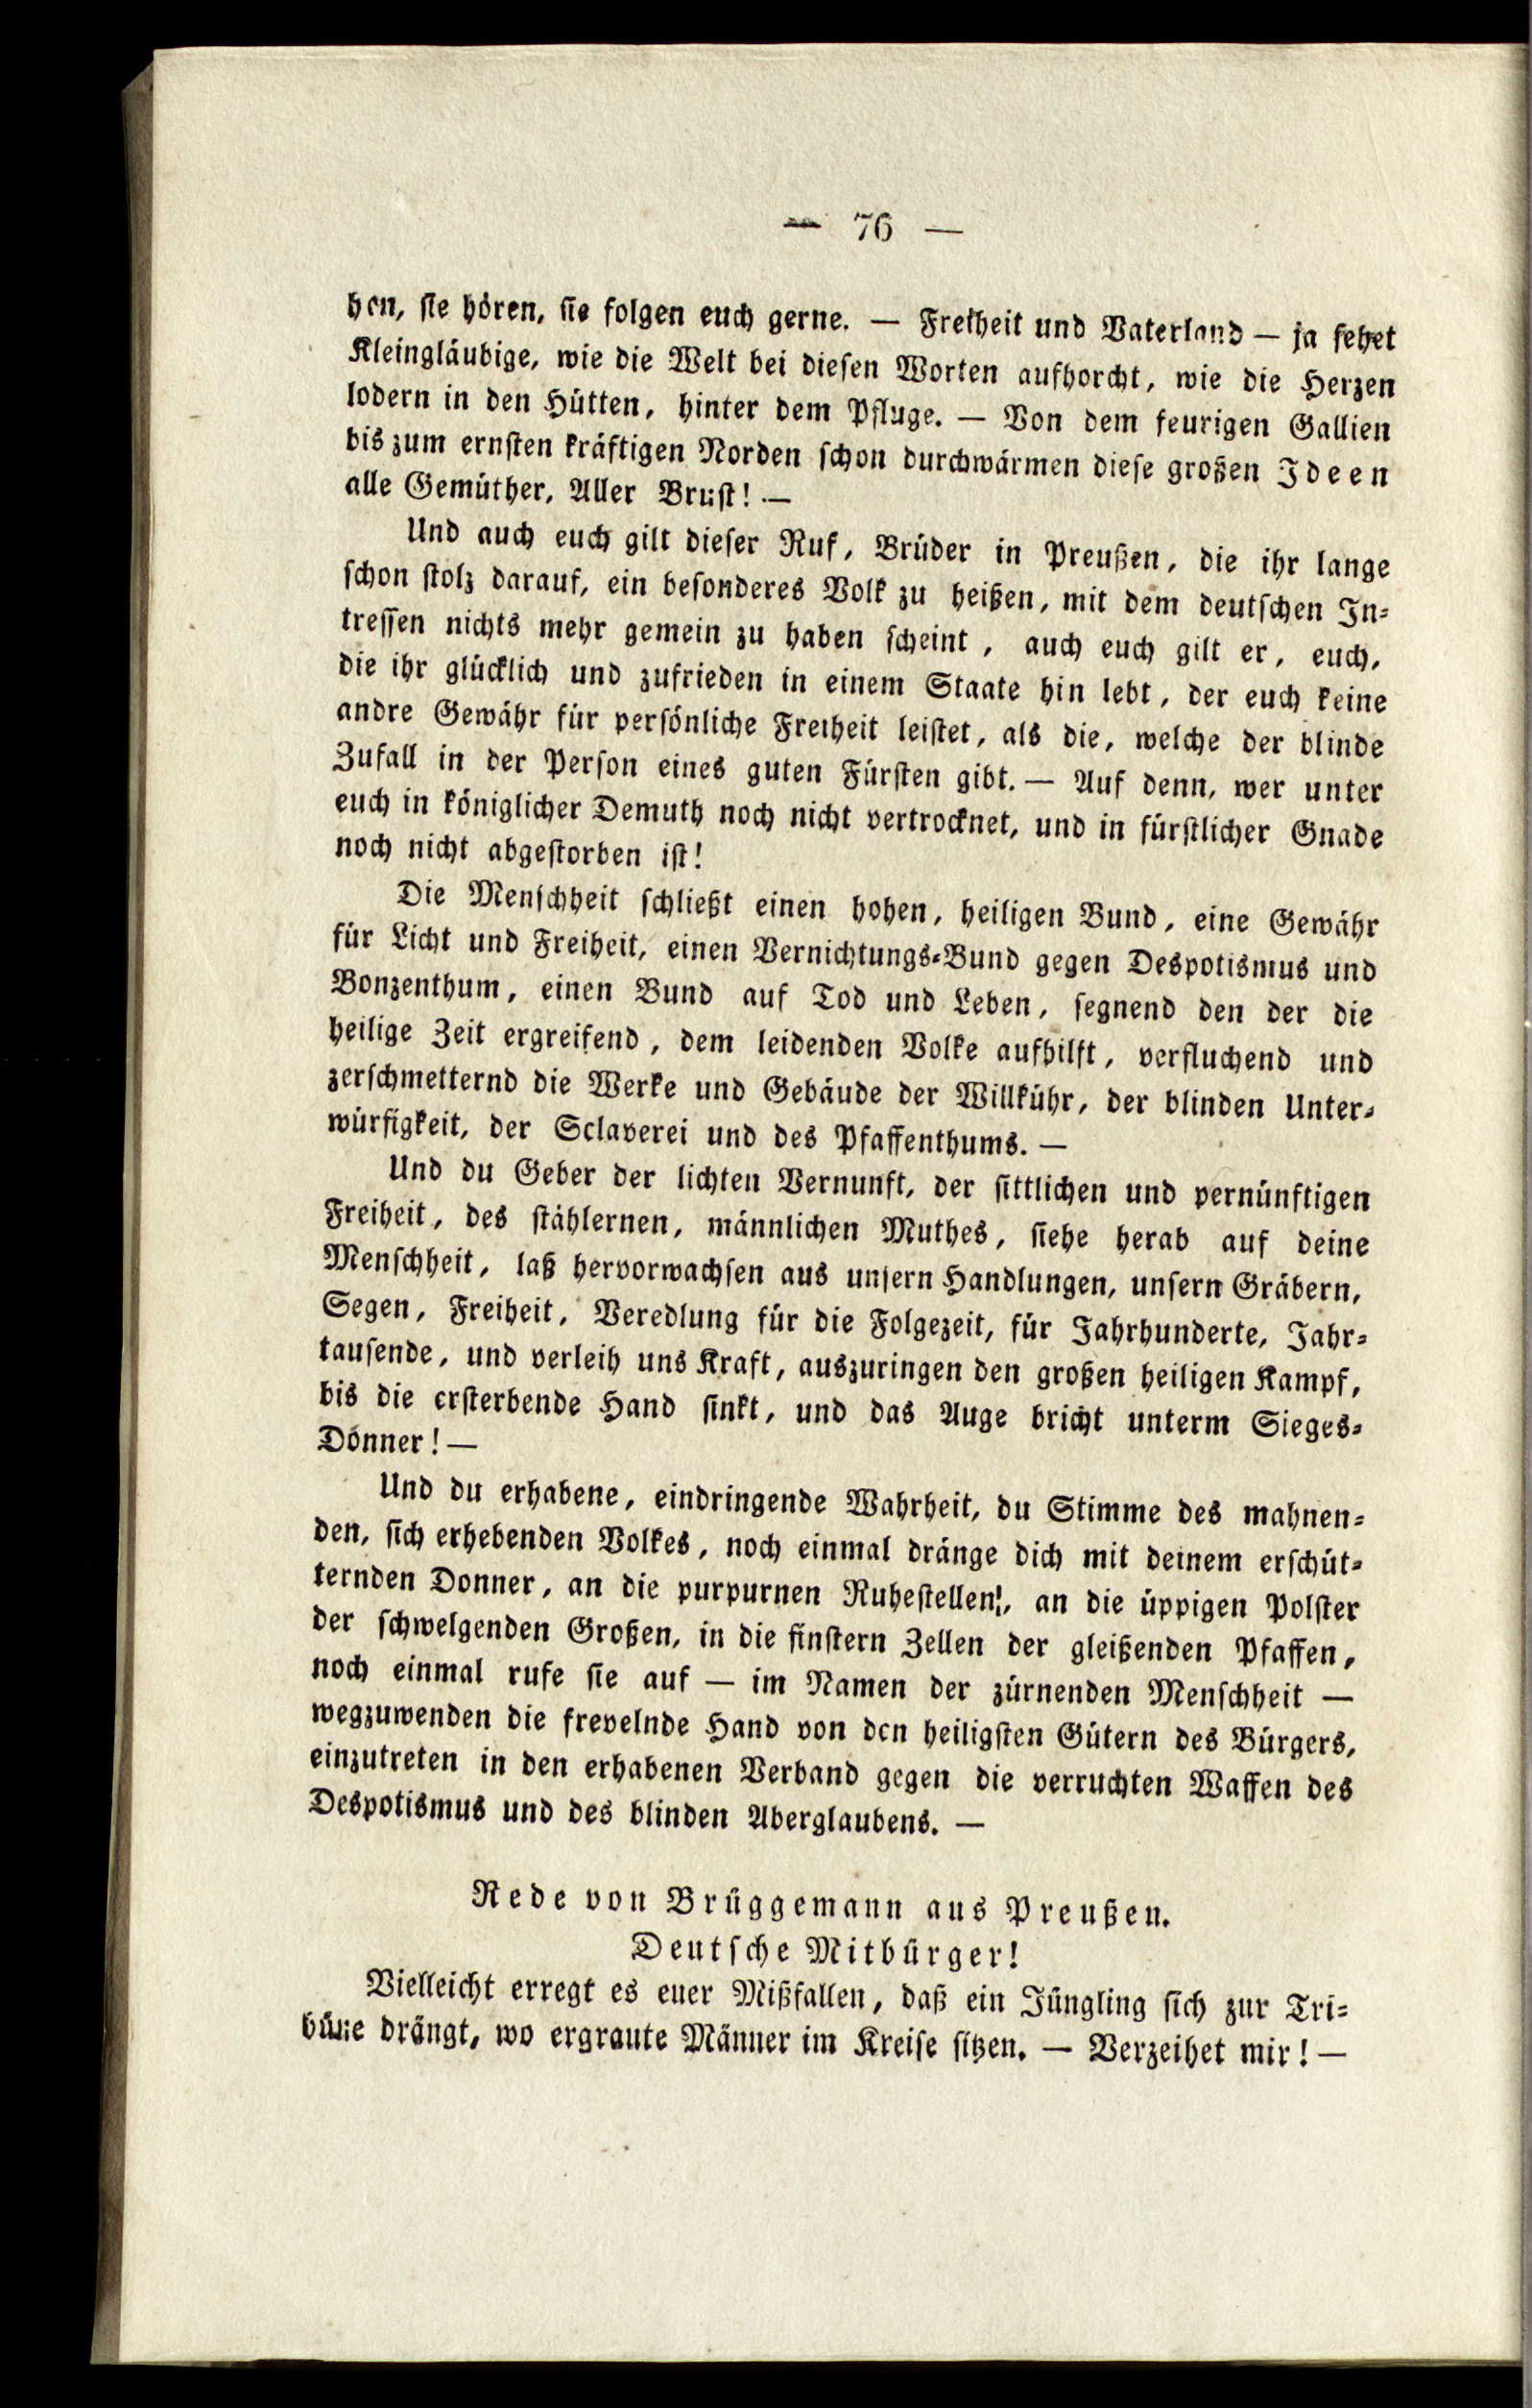 — 76 —
hen, sie hören, sie folgen euch gerne. — Freiheit und Vaterland — ja sehet
Kleingläubige, wie die Welt bei diesen Worten aufhorcht, wie die Herzen
lodern in den Hütten, hinter dem Pfluge. — Von dem feurigen Gallien
bis zum ernsten kräftigen Norden schon durchwärmen diese großen Ideen
alle Gemüther, Aller Brust! —
Und auch euch gilt dieser Ruf, Brüder in Preußen, die ihr lange
schon stolz darauf, ein besonderes Volk zu heißen, mit dem deutschen In-
tressen nichts mehr gemein zu haben scheint, auch euch gilt er, euch,
die ihr glücklich und zufrieden in einem Staate hin lebt, der euch keine
andre Gewähr für persönliche Freiheit leistet, als die, welche der blinde
Zufall in der Person eines guten Fürsten gibt. — Auf denn, wer unter
euch in königlicher Demuth noch nicht vertrocknet, und in fürstlicher Gnade
noch nicht abgestorben ist!
Die Menschheit schließt einen hohen, heiligen Bund, eine Gewähr
für Licht und Freiheit, einen Vernichtungs-Bund gegen Despotismus und
Bonzenthum, einen Bund auf Tod und Leben, segnend den der die
heilige Zeit ergreifend, dem leidenden Volke aufhilft, verfluchend und
zerschmetternd die Werke und Gebäude der Willkühr, der blinden Unter-
würfigkeit, der Sclaverei und des Pfaffenthums. —
Und du Geber der lichten Vernunft, der sittlichen und vernünftigen
Freiheit, des stählernen, männlichen Muthes, siehe herab auf deine
Menschheit, laß hervorwachsen aus unsern Handlungen, unsern Gräbern,
Segen, Freiheit, Veredlung für die Folgezeit, für Jahrhunderte, Jahr-
tausende, und verleih uns Kraft, auszuringen den großen heiligen Kampf,
bis die ersterbende Hand sinkt, und das Auge bricht unterm Sieges-
Donner! —
Und du erhabene, eindringende Wahrheit, du Stimme des mahnen-
den, sich erhebenden Volkes, noch einmal dränge dich mit deinem erschüt-
ternden Donner, an die purpurnen Ruhestellen!, an die üppigen Polster
der schwelgenden Großen, in die finstern Zellen der gleißenden Pfaffen,
noch einmal rufe sie auf — im Namen der zürnenden Menschheit —
wegzuwenden die frevelnde Hand von den heiligsten Gütern des Bürgers,
einzutreten in den erhabenen Verband gegen die verruchten Waffen des
Despotismus und des blinden Aberglaubens. —
Rede von Brüggemann aus Preußen.
Deutsche Mitbürger!
Vielleicht erregt es euer Mißfallen, daß ein Jüngling sich zur Tri-
büne drängt, wo ergraute Männer im Kreise sitzen. — Verzeihet mir! —